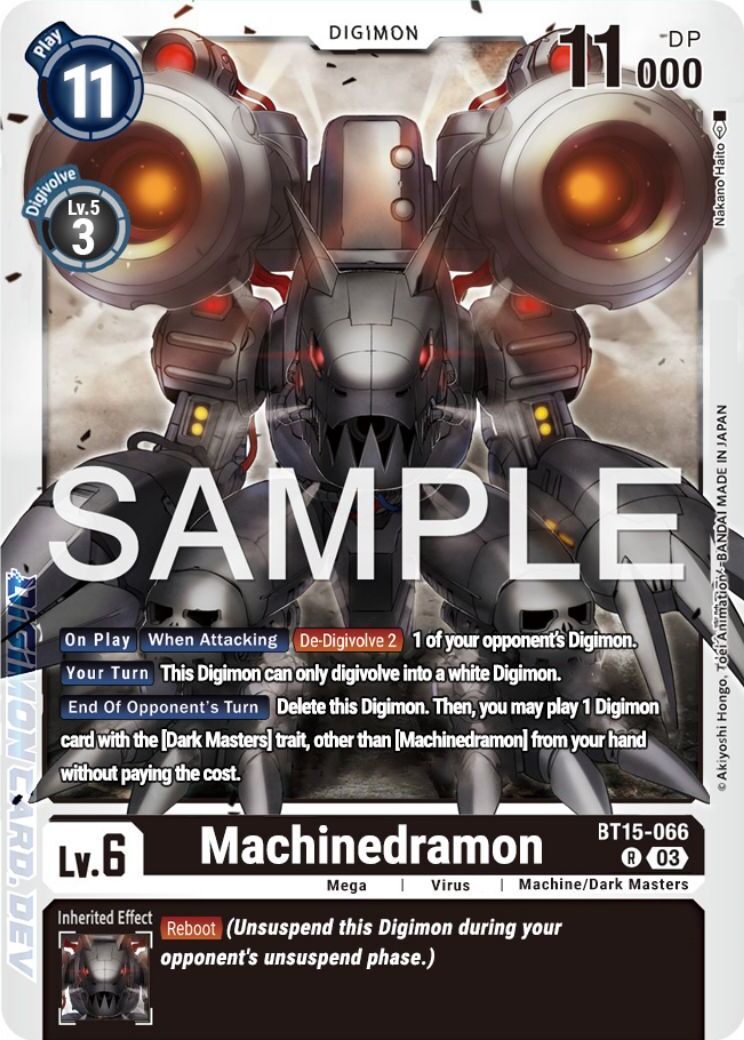 DIGIMON
Play
11
11000
DP
Digivolve
Lv.5
3
Nakano Haito
SAMPLE
On Play When Attacking De-Digivolve 2 1 of your opponent's Digimon.
Your Turn This Digimon can only digivolve into a white Digimon.
End Of Opponent's Turn Delete this Digimon. Then, you may play 1 Digimon
card with the [Dark Masters] trait, other than [Machinedramon] from your hand
without paying the cost.
© Akiyoshi Hongo, Toei Animation •BANDAI MADE IN JAPAN
DIGIMONCARD.DEV
Lv.6
Machinedramon
BT15-066
R 03
Mega | Virus | Machine/Dark Masters
Inherited Effect
Reboot (Unsuspend this Digimon during your
opponent's unsuspend phase.)